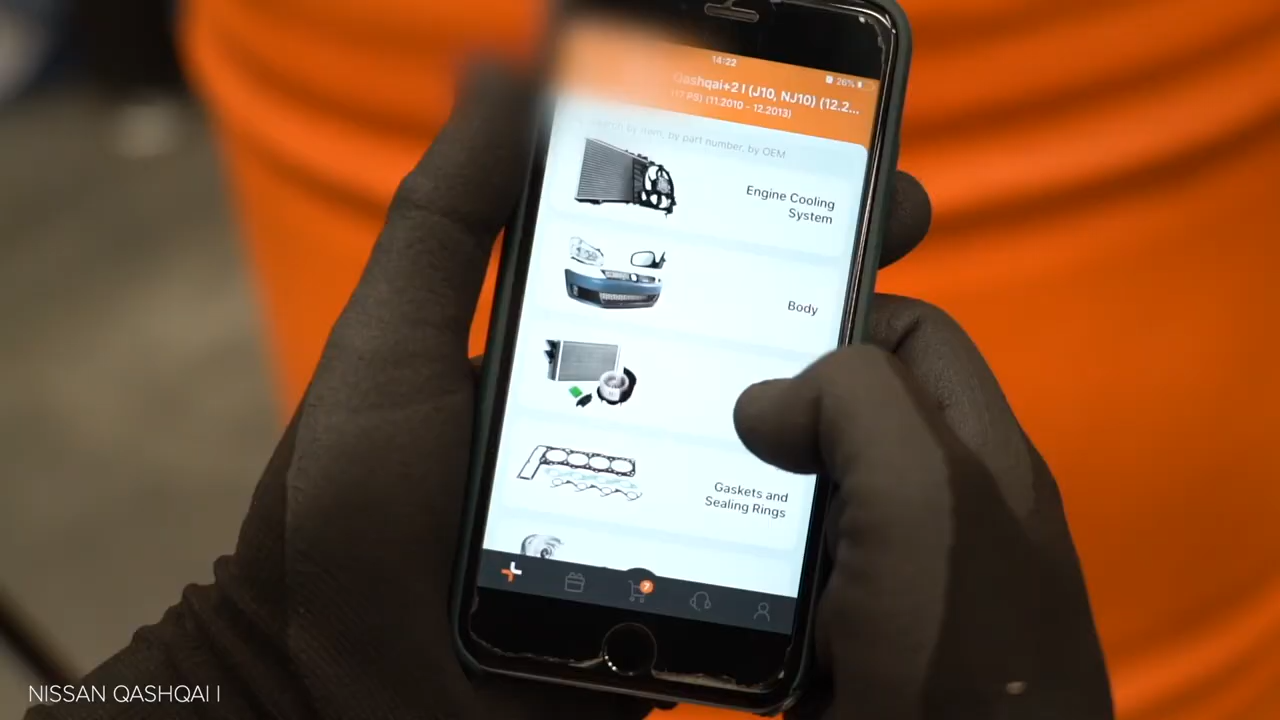 14:22
26%
Qashqai+2 I (J10, NJ10) (12.2...
(11.2010 - 12.2013)
by part number, by OEM
Engine Cooling
System
Body
Gaskets and
Sealing Rings
7
NISSAN QASHQAI I